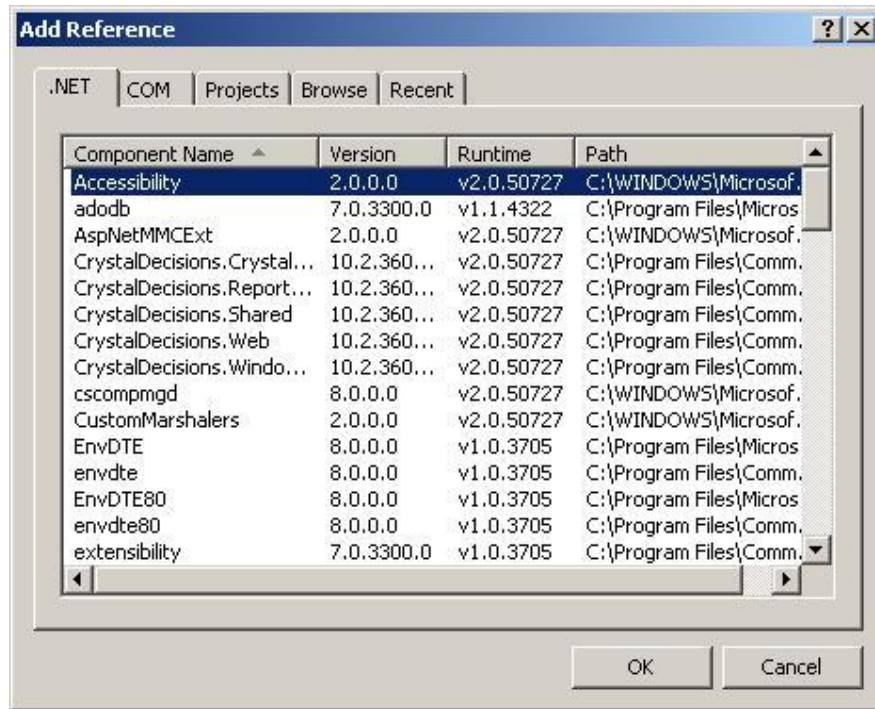 Add Reference
.NET COM Projects Browse Recent
Component Name Version Runtime Path
Accessibility 2.0.0.0 v2.0.50727 C:\WINDOWS\Microsof.
adodb 7.0.3300.0 v1.1.4322 C:\Program Files\Micros
AspNetMMCExt 2.0.0.0 v2.0.50727 C:\WINDOWS\Microsof.
CrystalDecisions.Crystal... 10.2.360... v2.0.50727 C:\Program Files\Comm.
CrystalDecisions.Report... 10.2.360... v2.0.50727 C:\Program Files\Comm.
CrystalDecisions.Shared 10.2.360... v2.0.50727 C:\Program Files\Comm.
CrystalDecisions.Web 10.2.360... v2.0.50727 C:\Program Files\Comm.
CrystalDecisions.Windo... 10.2.360... v2.0.50727 C:\Program Files\Comm.
cscompmgd 8.0.0.0 v2.0.50727 C:\WINDOWS\Microsof.
CustomMarshalers 2.0.0.0 v2.0.50727 C:\WINDOWS\Microsof.
EnvDTE 8.0.0.0 v1.0.3705 C:\Program Files\Micros
envdte 8.0.0.0 v1.0.3705 C:\Program Files\Comm.
EnvDTE80 8.0.0.0 v1.0.3705 C:\Program Files\Micros
envdte80 8.0.0.0 v1.0.3705 C:\Program Files\Comm.
extensibility 7.0.3300.0 v1.0.3705 C:\Program Files\Comm.
OK Cancel